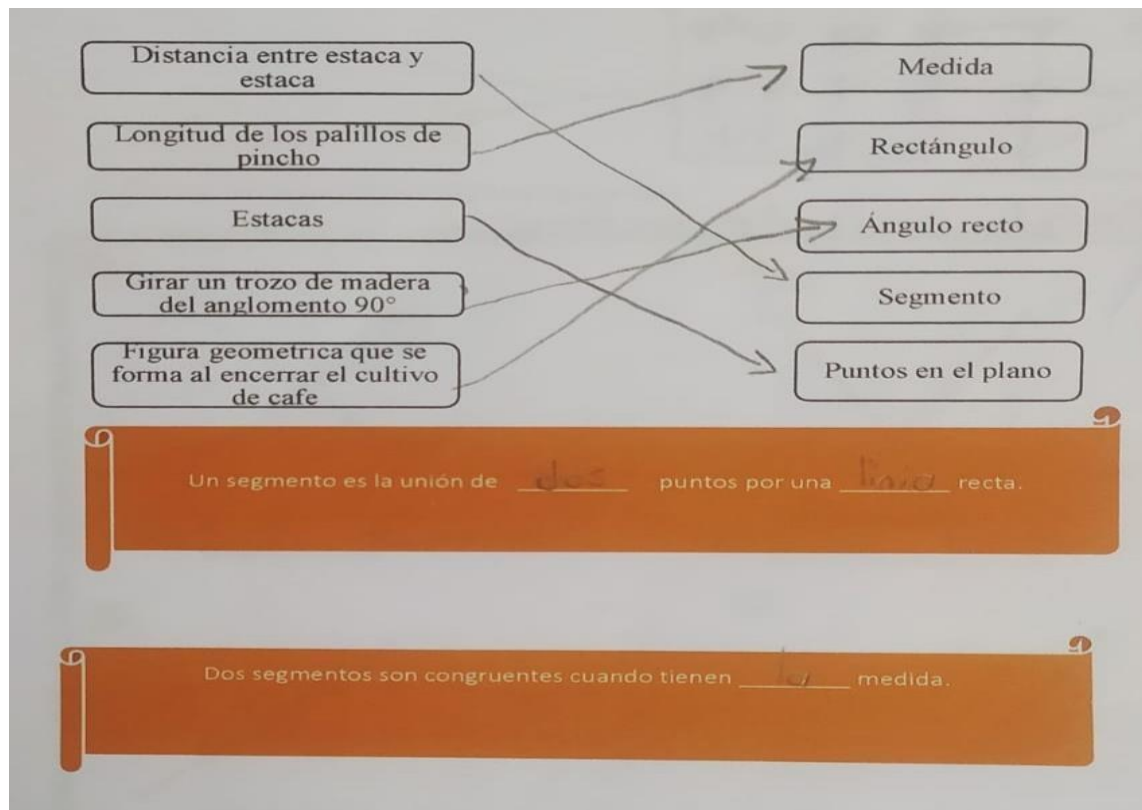 Distancia entre estaca y
estaca
Medida
Longitud de los palillos de
pincho
Rectángulo
Estacas
Ángulo recto
Girar un trozo de madera
del anglomento 90°
Segmento
Figura geometrica que se
forma al encerrar el cultivo
de cafe
Puntos en el plano
Un segmento es la unión de dos puntos por una linia recta.
Dos segmentos son congruentes cuando tienen la medida.